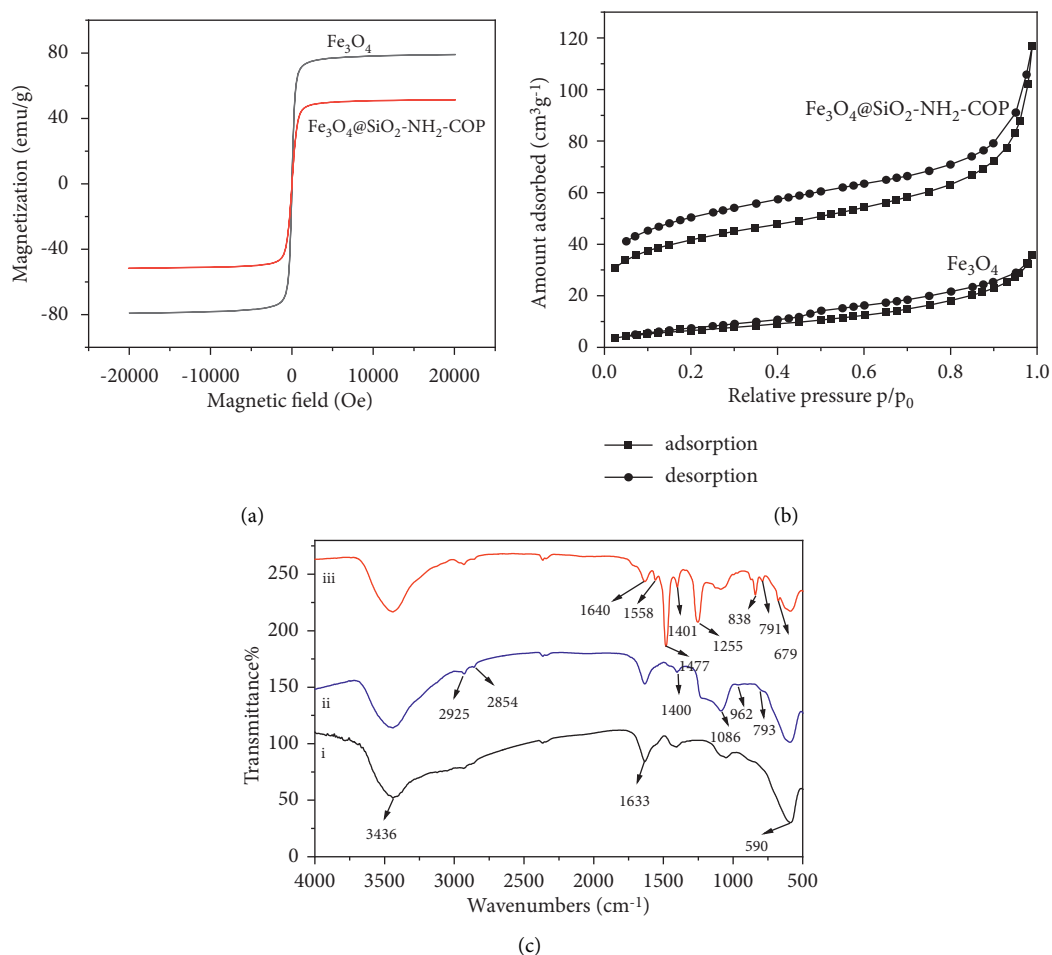 Magnetization (emu/g)
80
40
0
-40
-80
Fe₃O₄
Fe₃O₄@SiO₂-NH₂-COP
-20000 -10000 0 10000 20000
Magnetic field (Oe)
(a)
Amount adsorbed (cm³g-¹)
120
100
80
60
40
20
0
Fe₃O₄@SiO₂-NH₂-COP
Fe₃O₄
0.0 0.2 0.4 0.6 0.8 1.0
Relative pressure p/p₀
adsorption
desorption
(b)
Transmittance%
250
200
150
100
50
0
iii
1640
1558
1477
1401
1255
838
791
679
ii
2925
2854
1400
1086
962
793
i
3436
1633
590
4000 3500 3000 2500 2000 1500 1000 500
Wavenumbers (cm⁻¹)
(c)